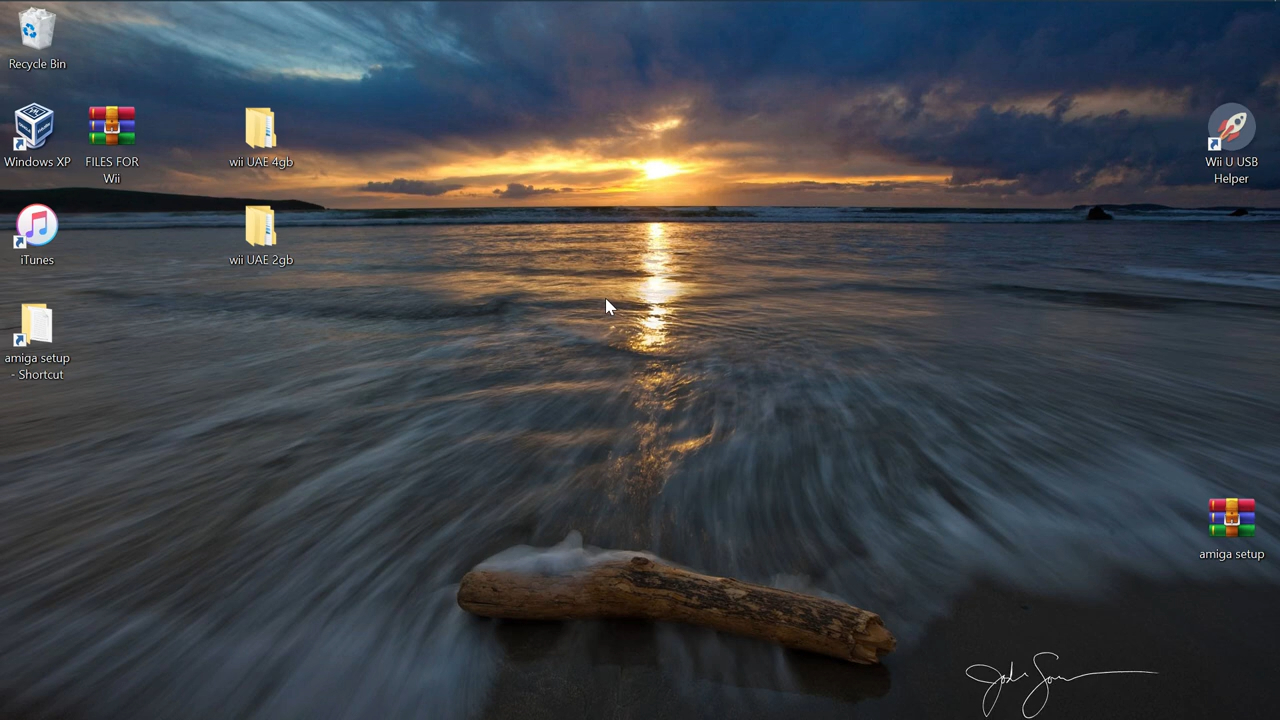 Recycle Bin
Windows XP
FILES FOR
Wii
wii UAE 4gb
Wii U USB
Helper
iTunes
wii UAE 2gb
amiga setup
- Shortcut
amiga setup